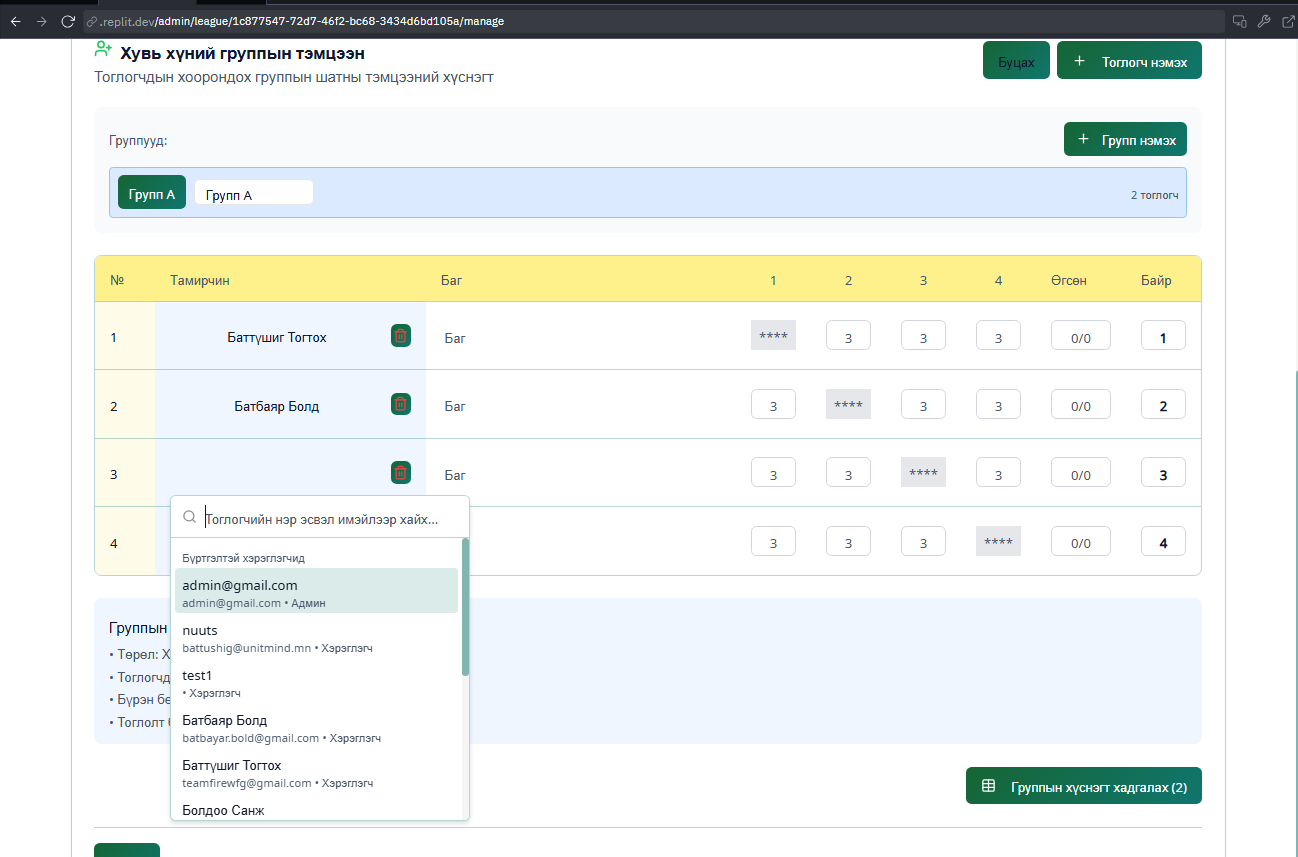 .replit.dev/admin/league/1c877547-72d7-46f2-bc68-3434d6bd105a/manage
Хувь хүний группын тэмцээн
Тоглогчдын хоорондох группын шатны тэмцээний хүснэгт
Буцах
+ Тоглогч нэмэх
Группууд:
+ Групп нэмэх
Групп А Групп А 2 тоглогч
№ Тамирчин Баг 1 2 3 4 Өгсөн Байр
1 Баттүшиг Тогтох Баг **** 3 3 3 0/0 1
2 Батбаяр Болд Баг 3 **** 3 3 0/0 2
3 Баг 3 3 **** 3 0/0 3
4 3 3 3 **** 0/0 4
Тоглогчийн нэр эсвэл имэйлээр хайх...
Бүртгэлтэй хэрэглэгчид
admin@gmail.com
admin@gmail.com • Админ
nuuts
battushig@unitmind.mn • Хэрэглэгч
test1
• Хэрэглэгч
Батбаяр Болд
batbayar.bold@gmail.com • Хэрэглэгч
Баттүшиг Тогтох
teamfirewfg@gmail.com • Хэрэглэгч
Болдоо Санж
Группын
• Төрөл:
• Тоглогчд
• Бүрэн бө
• Тоглолт
Группын хүснэгт хадгалах (2)